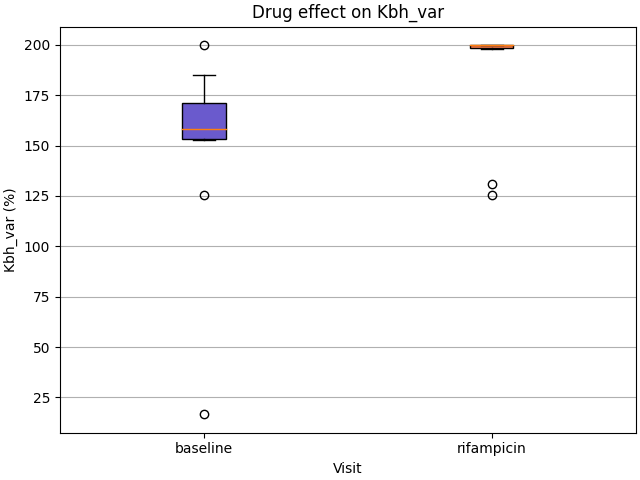 Drug effect on Kbh_var
Kbh_var (%)
200
175
150
125
100
75
50
25
baseline
rifampicin
Visit